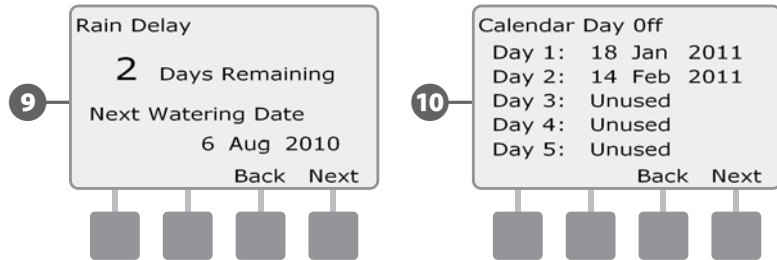 Rain Delay
2 Days Remaining
Next Watering Date
6 Aug 2010
Back Next
9
Calendar Day 0ff
Day 1: 18 Jan 2011
Day 2: 14 Feb 2011
Day 3: Unused
Day 4: Unused
Day 5: Unused
Back Next
10